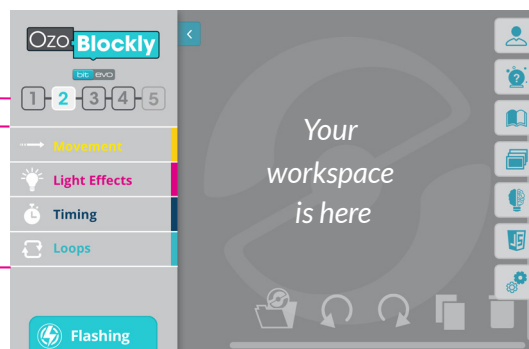 Ozo Blockly
bit evo
1 2 3 4 5
Movement
Light Effects
Timing
Loops
Flashing
Your
workspace
is here
?
JS